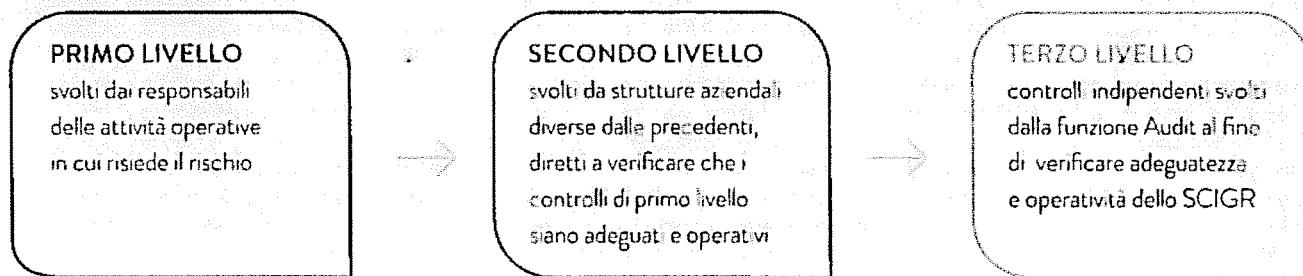 PRIMO LIVELLO
svolti dai responsabili
delle attività operative
in cui risiede il rischio
SECONDO LIVELLO
svolti da strutture aziendali
diverse dalle precedenti,
diretti a verificare che i
controlli di primo livello
siano adeguati e operativi
TERZO LIVELLO
controlli indipendenti svolti
dalla funzione Audit al fine
di verificare adeguatezza
e operatività dello SCIGR